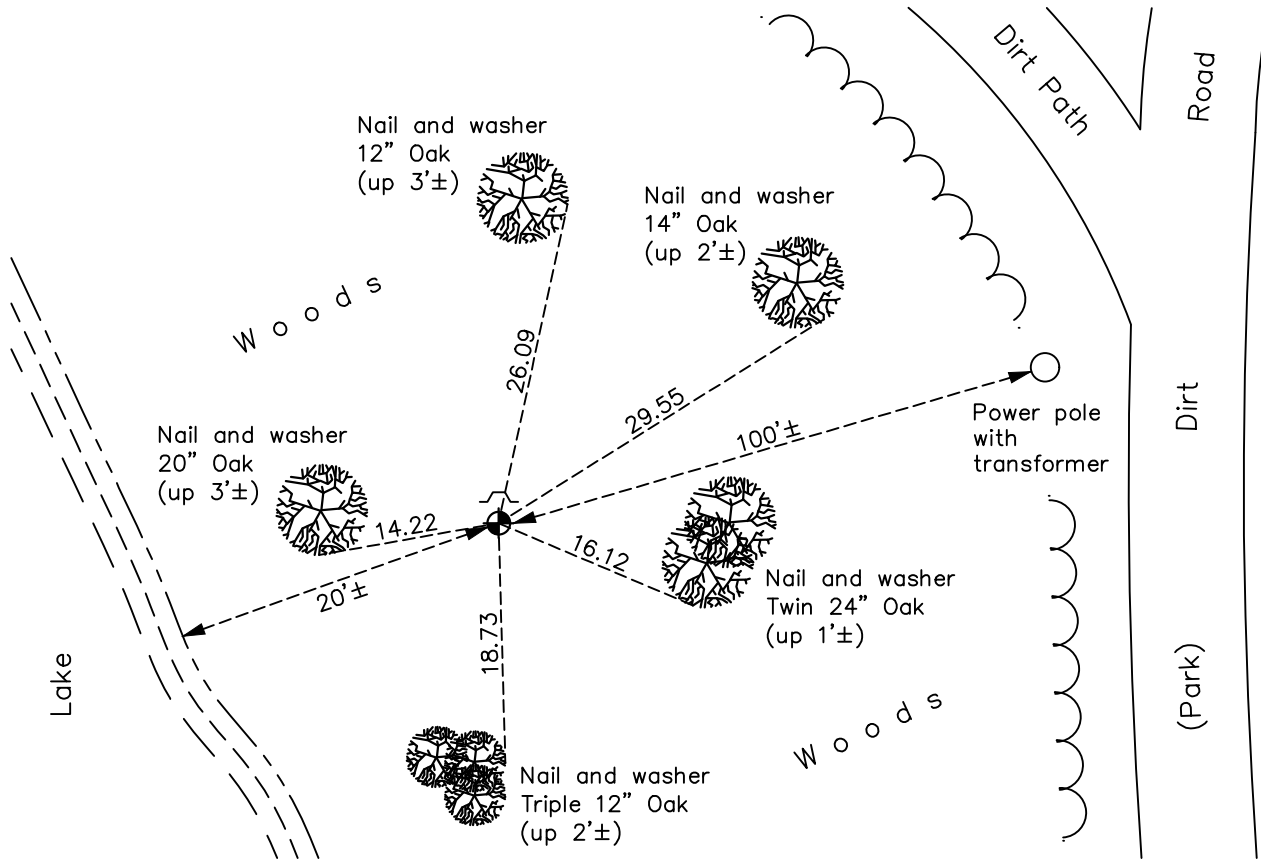 Dirt Path
Road
Nail and washer
12” Oak
(up 3’±)
Nail and washer
14” Oak
(up 2’±)
Woods
26.09
29.55
100’±
Power pole
with
transformer
Dirt
Nail and washer
20” Oak
(up 3’±)
14.22
20’±
16.12
Nail and washer
Twin 24” Oak
(up 1’±)
18.73
Lake
(Park)
Woods
Nail and washer
Triple 12” Oak
(up 2’±)